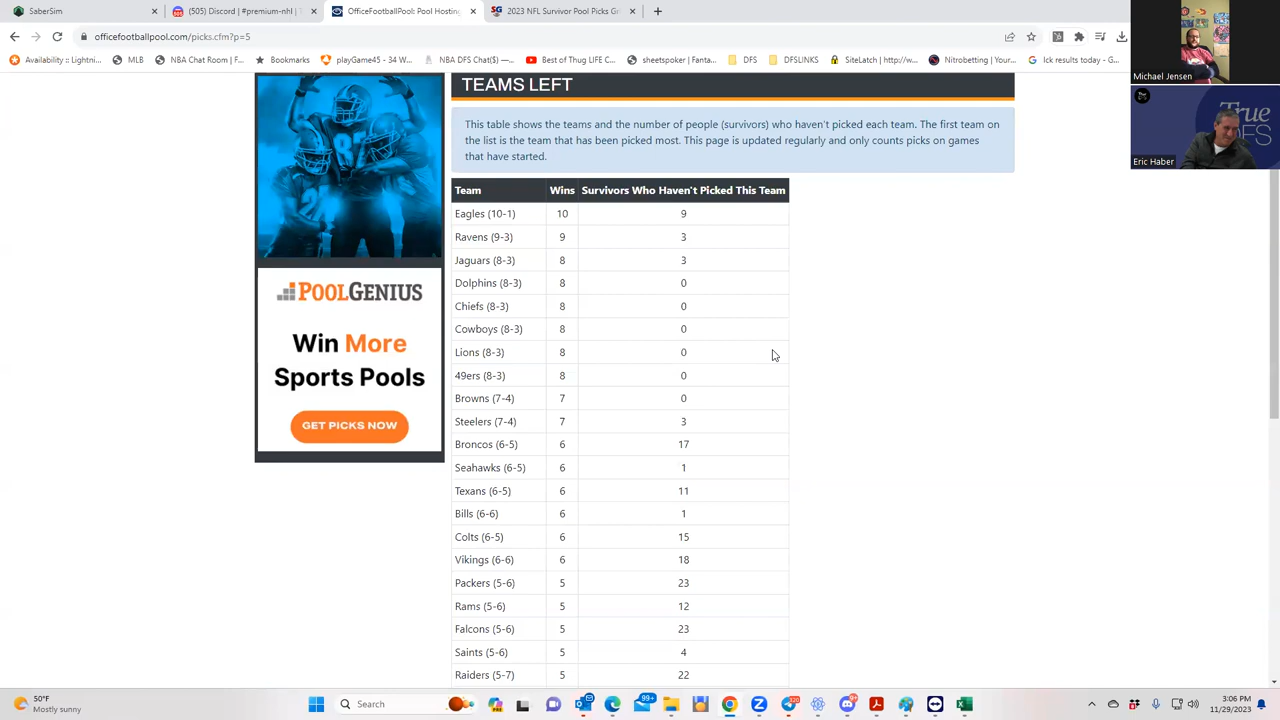 SaberSim
(505) Discord | #premium-nhl | T
OfficeFootballPool: Pool Hosting
2023 NFL Survivor Pool Picks Gr
officefootballpool.com/picks.cfm?p=5
Availability :: Lightni...
MLB
NBA Chat Room | F...
Bookmarks
playGame45 - 34 W...
NBA DFS Chat($) —...
Best of Thug LIFE C...
sheetspoker | Fanta...
DFS
DFSLINKS
SiteLatch | http://w...
Nitrobetting | Your...
Ick results today - G...
Michael Jensen
True
DFS
Eric Haber
TEAMS LEFT
This table shows the teams and the number of people (survivors) who haven't picked each team. The first team on
the list is the team that has been picked most. This page is updated regularly and only counts picks on games
that have started.
POOLGENIUS
Win More
Sports Pools
GET PICKS NOW
Team Wins Survivors Who Haven't Picked This Team
Eagles (10-1) 10 9
Ravens (9-3) 9 3
Jaguars (8-3) 8 3
Dolphins (8-3) 8 0
Chiefs (8-3) 8 0
Cowboys (8-3) 8 0
Lions (8-3) 8 0
49ers (8-3) 8 0
Browns (7-4) 7 0
Steelers (7-4) 7 3
Broncos (6-5) 6 17
Seahawks (6-5) 6 1
Texans (6-5) 6 11
Bills (6-6) 6 1
Colts (6-5) 6 15
Vikings (6-6) 6 18
Packers (5-6) 5 23
Rams (5-6) 5 12
Falcons (5-6) 5 23
Saints (5-6) 5 4
Raiders (5-7) 5 22
50°F
Mostly sunny
Search
99+
3:06 PM
11/29/2023